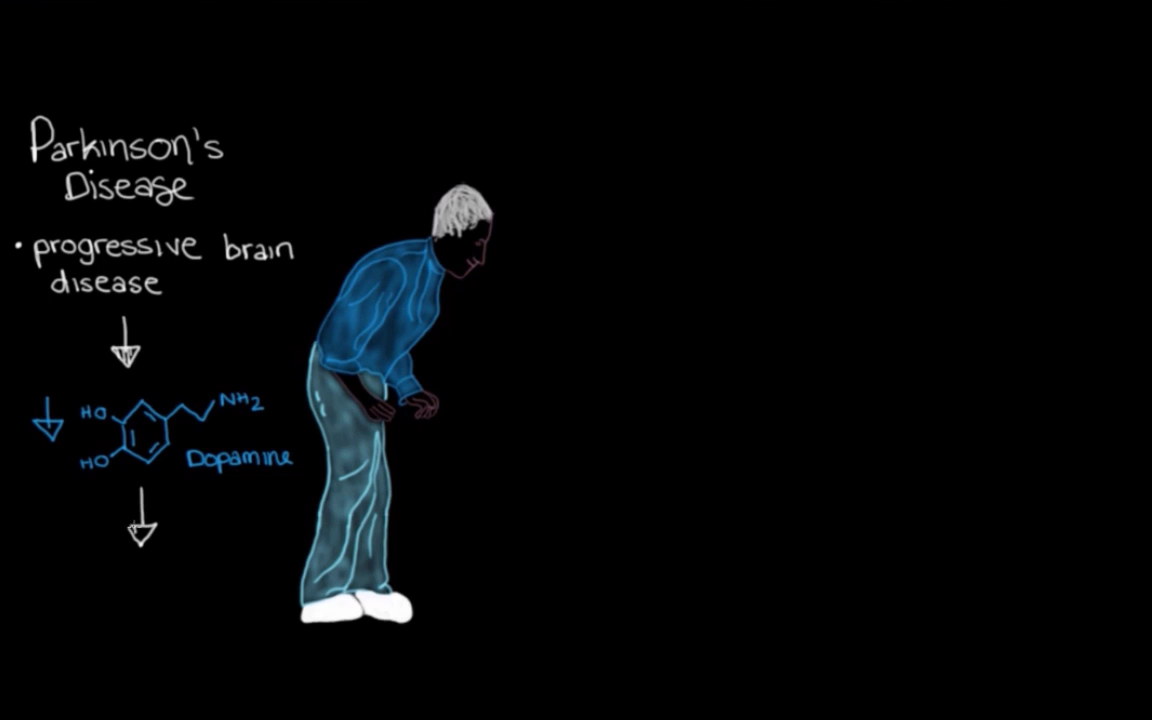 Parkinson's
Disease
• progressive brain
disease
HO
NH2
HO
Dopamine